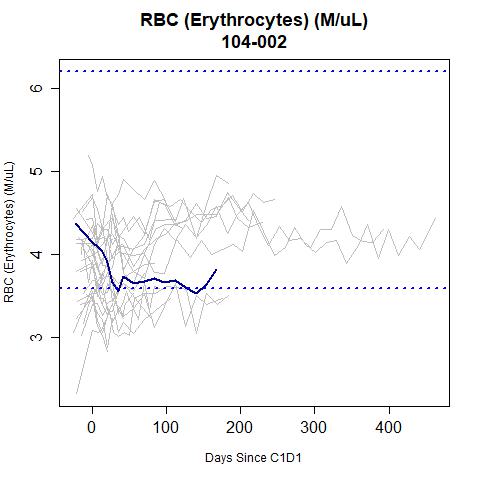 RBC (Erythrocytes) (M/uL)
104-002
RBC (Erythrocytes) (M/uL)
6
5
4
3
0 100 200 300 400
Days Since C1D1